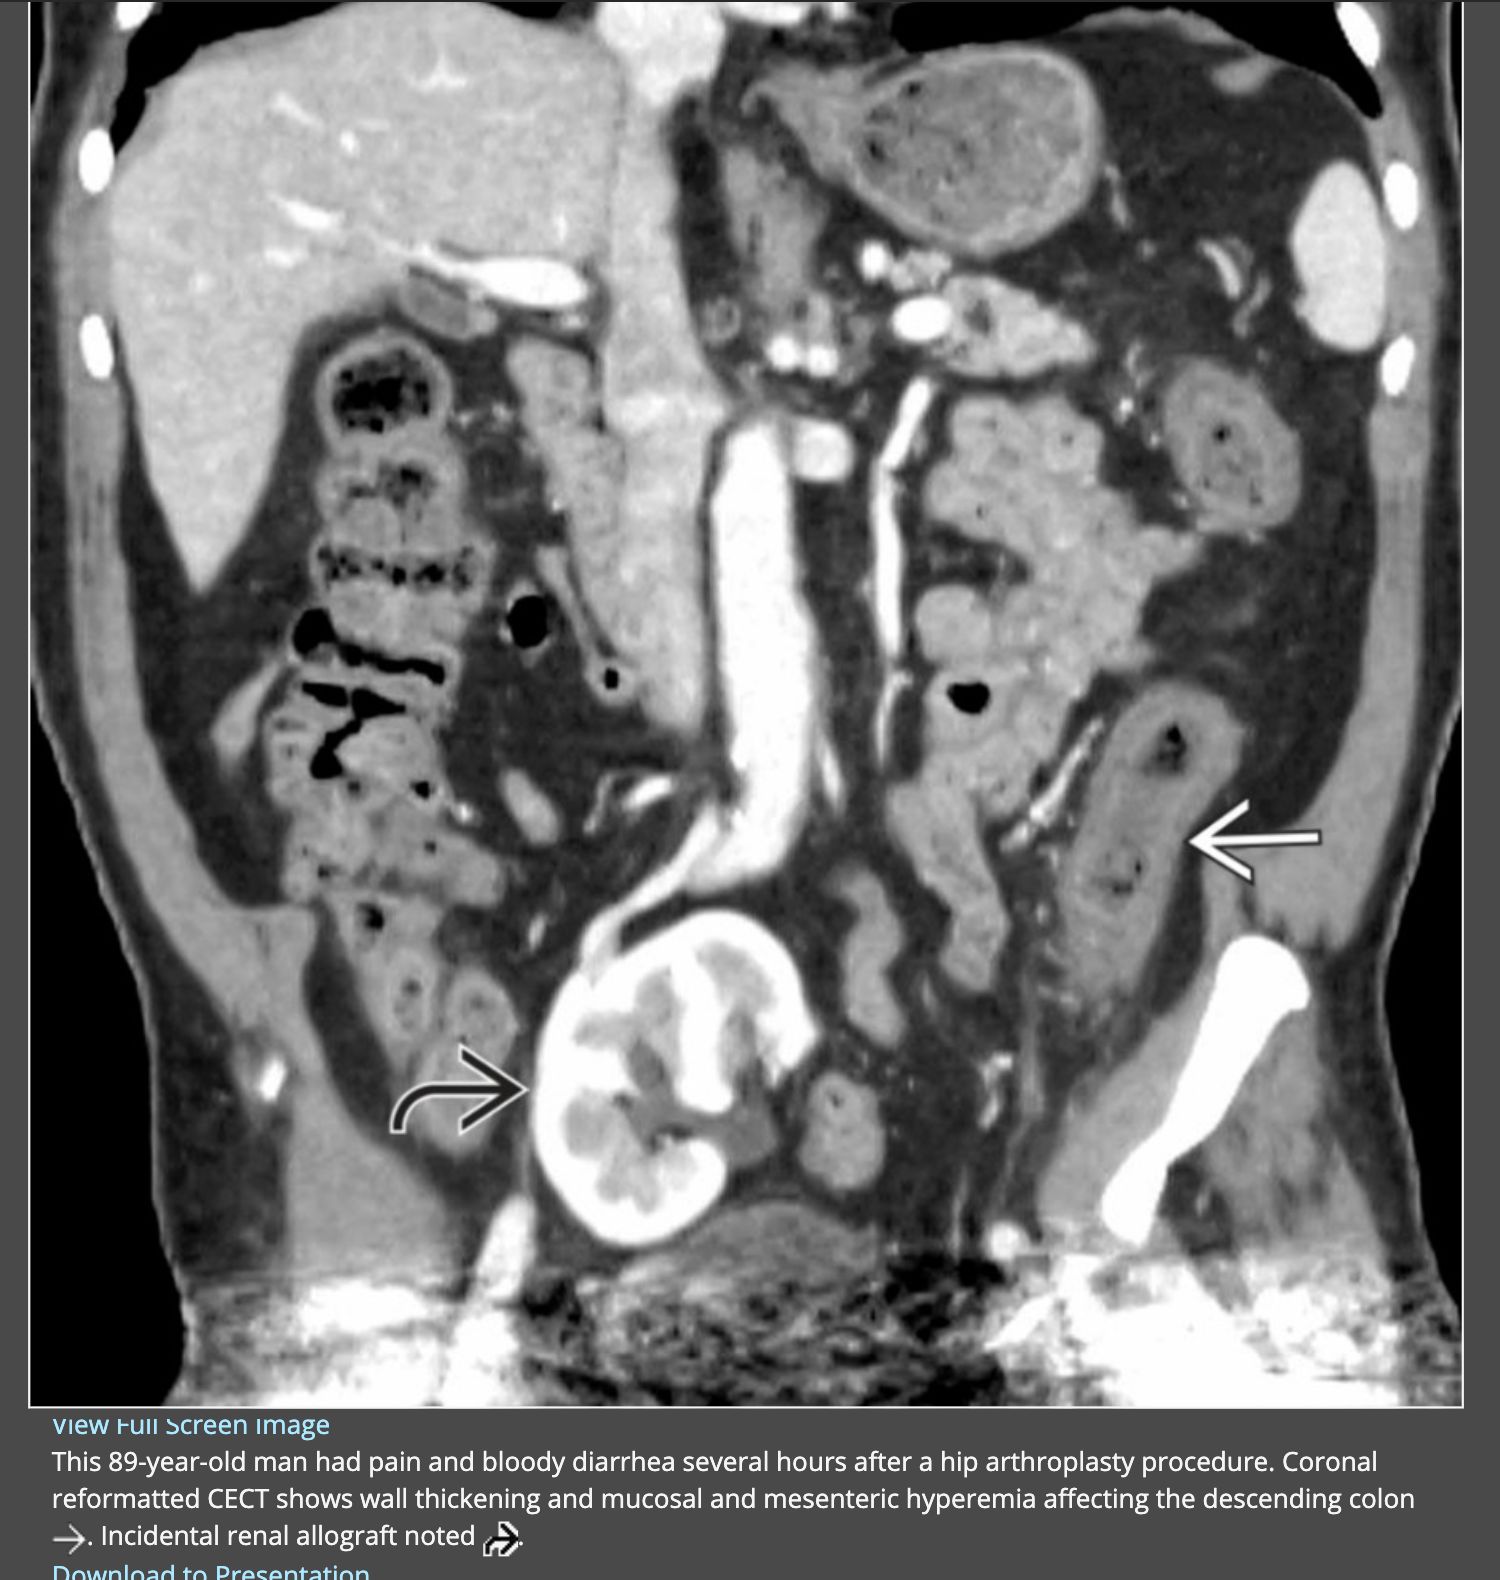 View Full Screen Image
This 89-year-old man had pain and bloody diarrhea several hours after a hip arthroplasty procedure. Coronal
reformatted CECT shows wall thickening and mucosal and mesenteric hyperemia affecting the descending colon
. Incidental renal allograft noted .
Download to Presentation